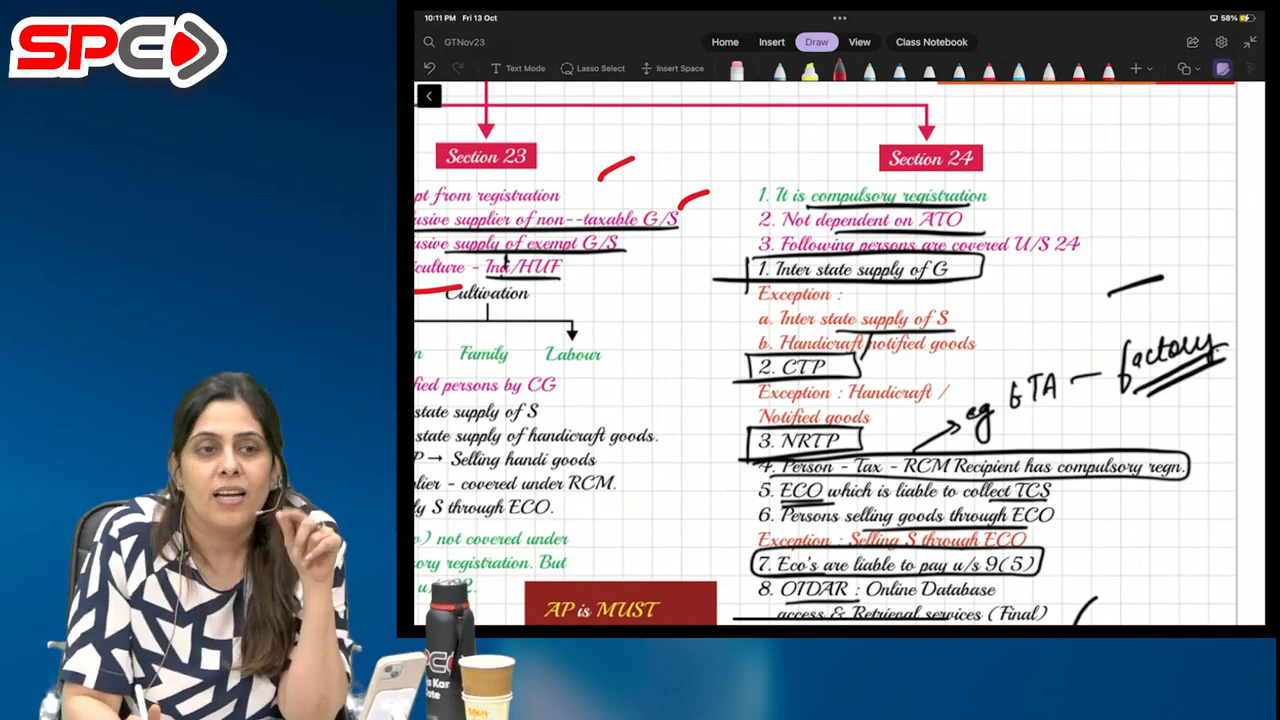 SPC
10:11 PM Fri 13 Oct
58%
GTNov23
Home Insert Draw View Class Notebook
Text Mode Lasso Select Insert Space
Section 23
pt from registration
usive supplier of non--taxable G/S
usive supply of exempt G/S
iculture - Ind/HUF
Cultivation
n Family Labour
fied persons by CG
state supply of S
state supply of handicraft goods.
P → Selling handi goods
plier - covered under RCM.
ly S through ECO.
) not covered under
ory registration. But
u/ 22.
AP is MUST
Section 24
1. It is compulsory registration
2. Not dependent on ATO
3. Following persons are covered U/S 24
1. Inter state supply of G
Exception :
a. Inter state supply of S
b. Handicraft notified goods
2. CTP
Exception : Handicraft /
Notified goods
3. NRTP
eg GTA — factory
4. Person - Tax - RCM Recipient has compulsory regn.
5. ECO which is liable to collect TCS
6. Persons selling goods through ECO
Exception : Selling S through ECO
7. Eco's are liable to pay u/s 9(5)
8. OIDAR : Online Database
access & Retrieval services (Final)
SPC
Kar